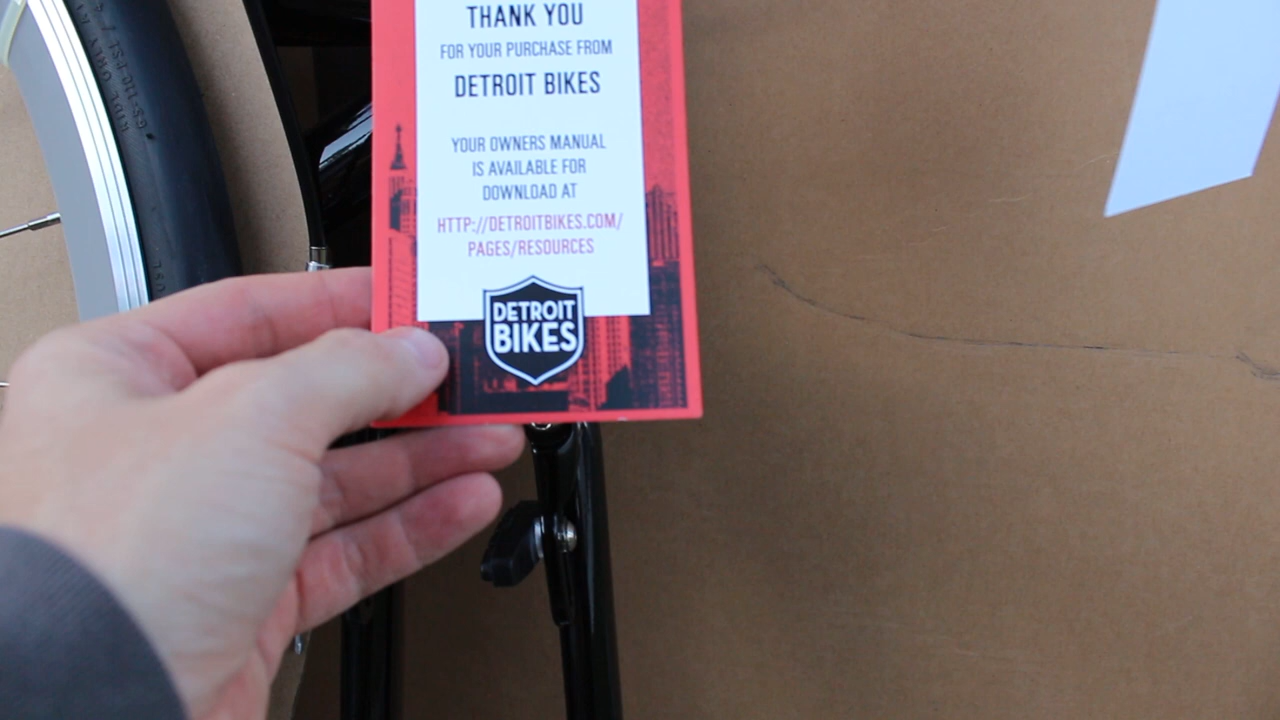 THANK YOU
FOR YOUR PURCHASE FROM
DETROIT BIKES
YOUR OWNERS MANUAL
IS AVAILABLE FOR
DOWNLOAD AT
HTTP://DETROITBIKES.COM/
PAGES/RESOURCES
DETROIT
BIKES